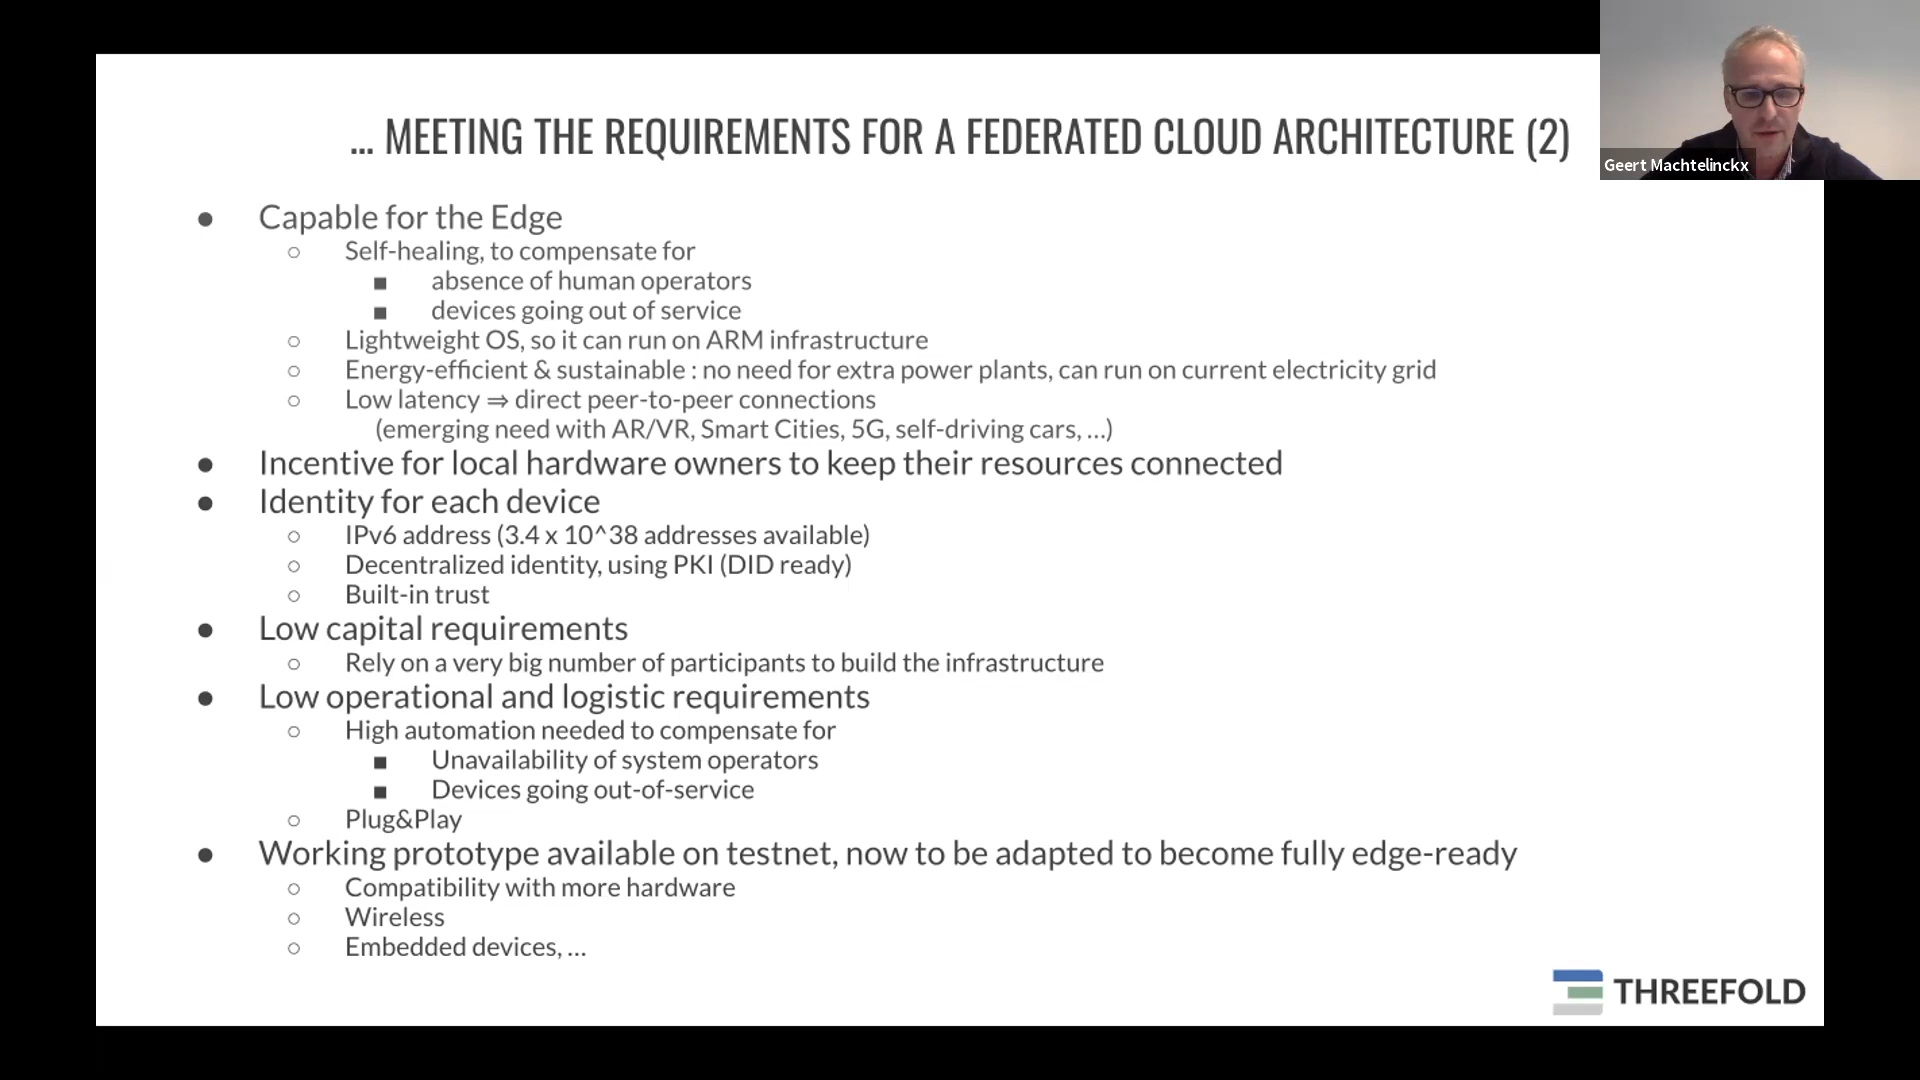 ... MEETING THE REQUIREMENTS FOR A FEDERATED CLOUD ARCHITECTURE (2)
Geert Machtelinckx
● Capable for the Edge
○ Self-healing, to compensate for
■ absence of human operators
■ devices going out of service
○ Lightweight OS, so it can run on ARM infrastructure
○ Energy-efficient & sustainable : no need for extra power plants, can run on current electricity grid
○ Low latency ⇒ direct peer-to-peer connections
(emerging need with AR/VR, Smart Cities, 5G, self-driving cars, ...)
● Incentive for local hardware owners to keep their resources connected
● Identity for each device
○ IPv6 address (3.4 x 10^38 addresses available)
○ Decentralized identity, using PKI (DID ready)
○ Built-in trust
● Low capital requirements
○ Rely on a very big number of participants to build the infrastructure
● Low operational and logistic requirements
○ High automation needed to compensate for
■ Unavailability of system operators
■ Devices going out-of-service
○ Plug&Play
● Working prototype available on testnet, now to be adapted to become fully edge-ready
○ Compatibility with more hardware
○ Wireless
○ Embedded devices, ...
THREEFOLD